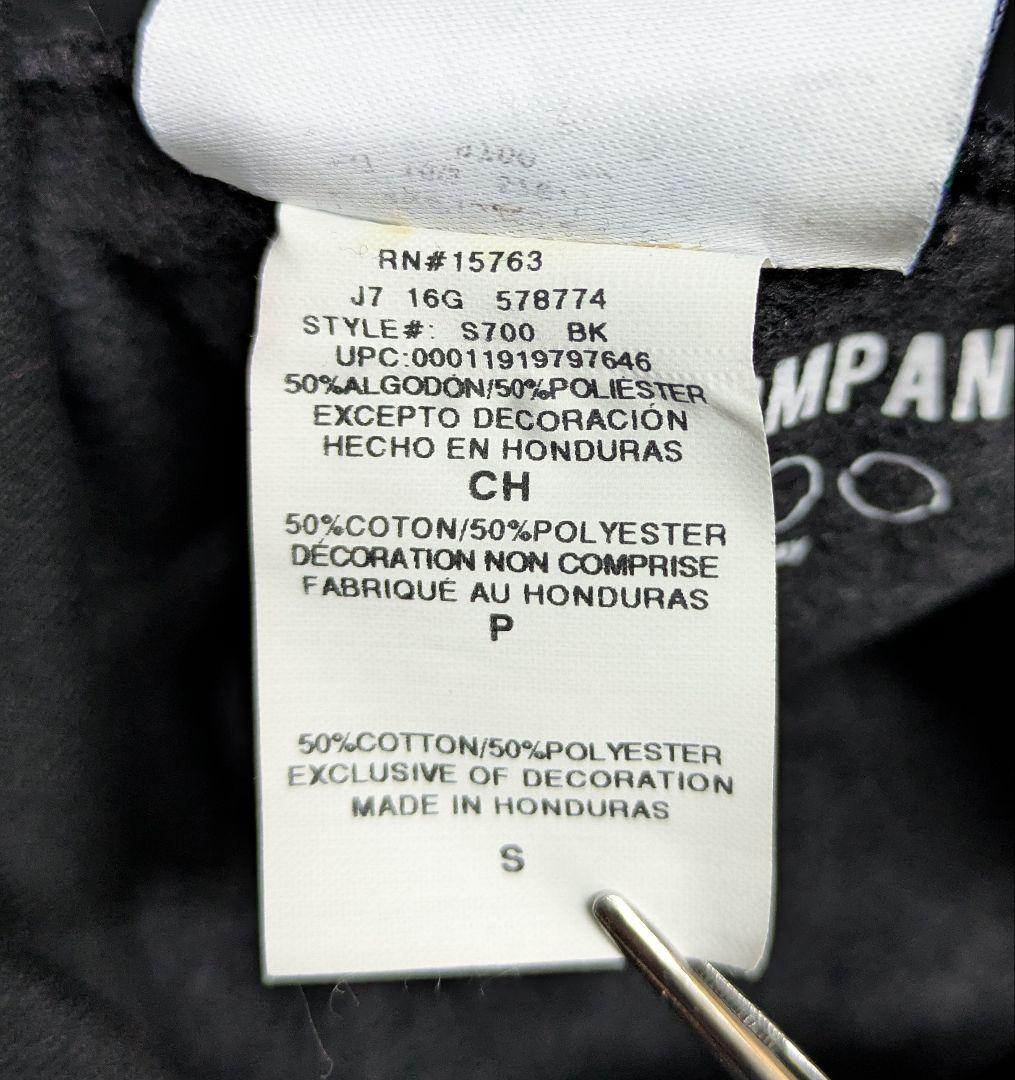 RN#15763
J7 16G 578774
STYLE#: S700 BK
UPC:00011919797646
50%ALGODÓN/50%POLIÉSTER
EXCEPTO DECORACIÓN
HECHO EN HONDURAS
CH
50%COTON/50%POLYESTER
DÉCORATION NON COMPRISE
FABRIQUÉ AU HONDURAS
P
50%COTTON/50%POLYESTER
EXCLUSIVE OF DECORATION
MADE IN HONDURAS
S
OMPAN